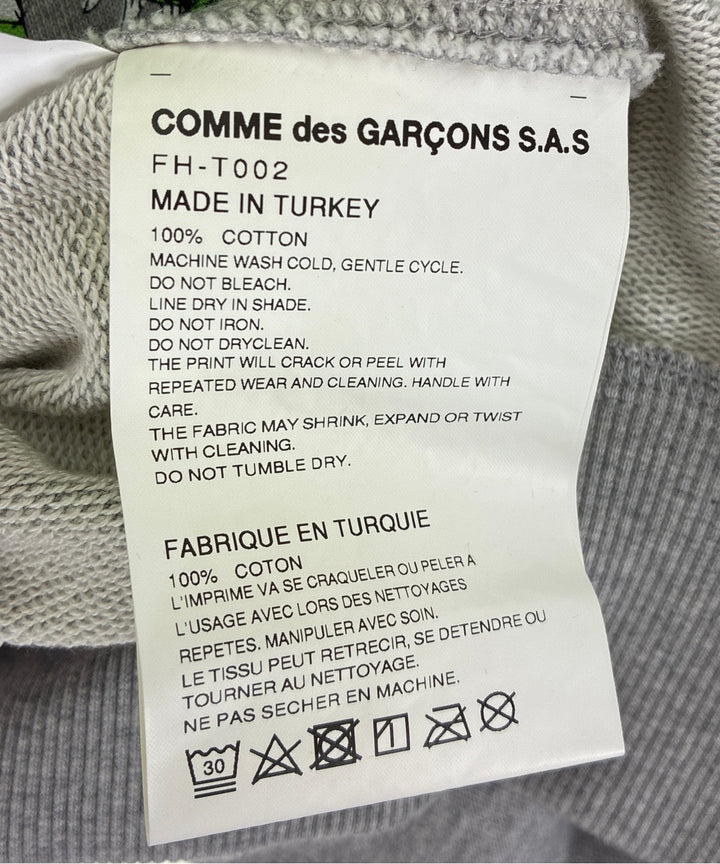 COMME des GARÇONS S.A.S
FH-T002
MADE IN TURKEY
100% COTTON
MACHINE WASH COLD, GENTLE CYCLE.
DO NOT BLEACH.
LINE DRY IN SHADE.
DO NOT IRON.
DO NOT DRYCLEAN.
THE PRINT WILL CRACK OR PEEL WITH
REPEATED WEAR AND CLEANING. HANDLE WITH
CARE.
THE FABRIC MAY SHRINK, EXPAND OR TWIST
WITH CLEANING.
DO NOT TUMBLE DRY.
FABRIQUE EN TURQUIE
100% COTON
L'IMPRIME VA SE CRAQUELER OU PELER A
L'USAGE AVEC LORS DES NETTOYAGES
REPETES. MANIPULER AVEC SOIN.
LE TISSU PEUT RETRECIR, SE DETENDRE OU
TOURNER AU NETTOYAGE.
NE PAS SECHER EN MACHINE.
30